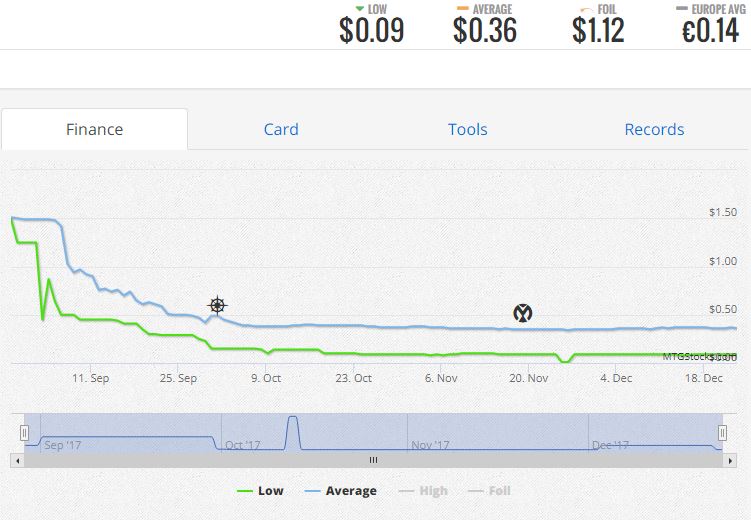 LOW AVERAGE FOIL EUROPE AVG
$0.09 $0.36 $1.12 €0.14
Finance Card Tools Records
$1.50
$1.00
$0.50
MTGStocks.com
$0.00
11. Sep 25. Sep 9. Oct 23. Oct 6. Nov 20. Nov 4. Dec 18. Dec
Sep '17 Oct '17 Nov '17 Dec '17
Low Average High Foil